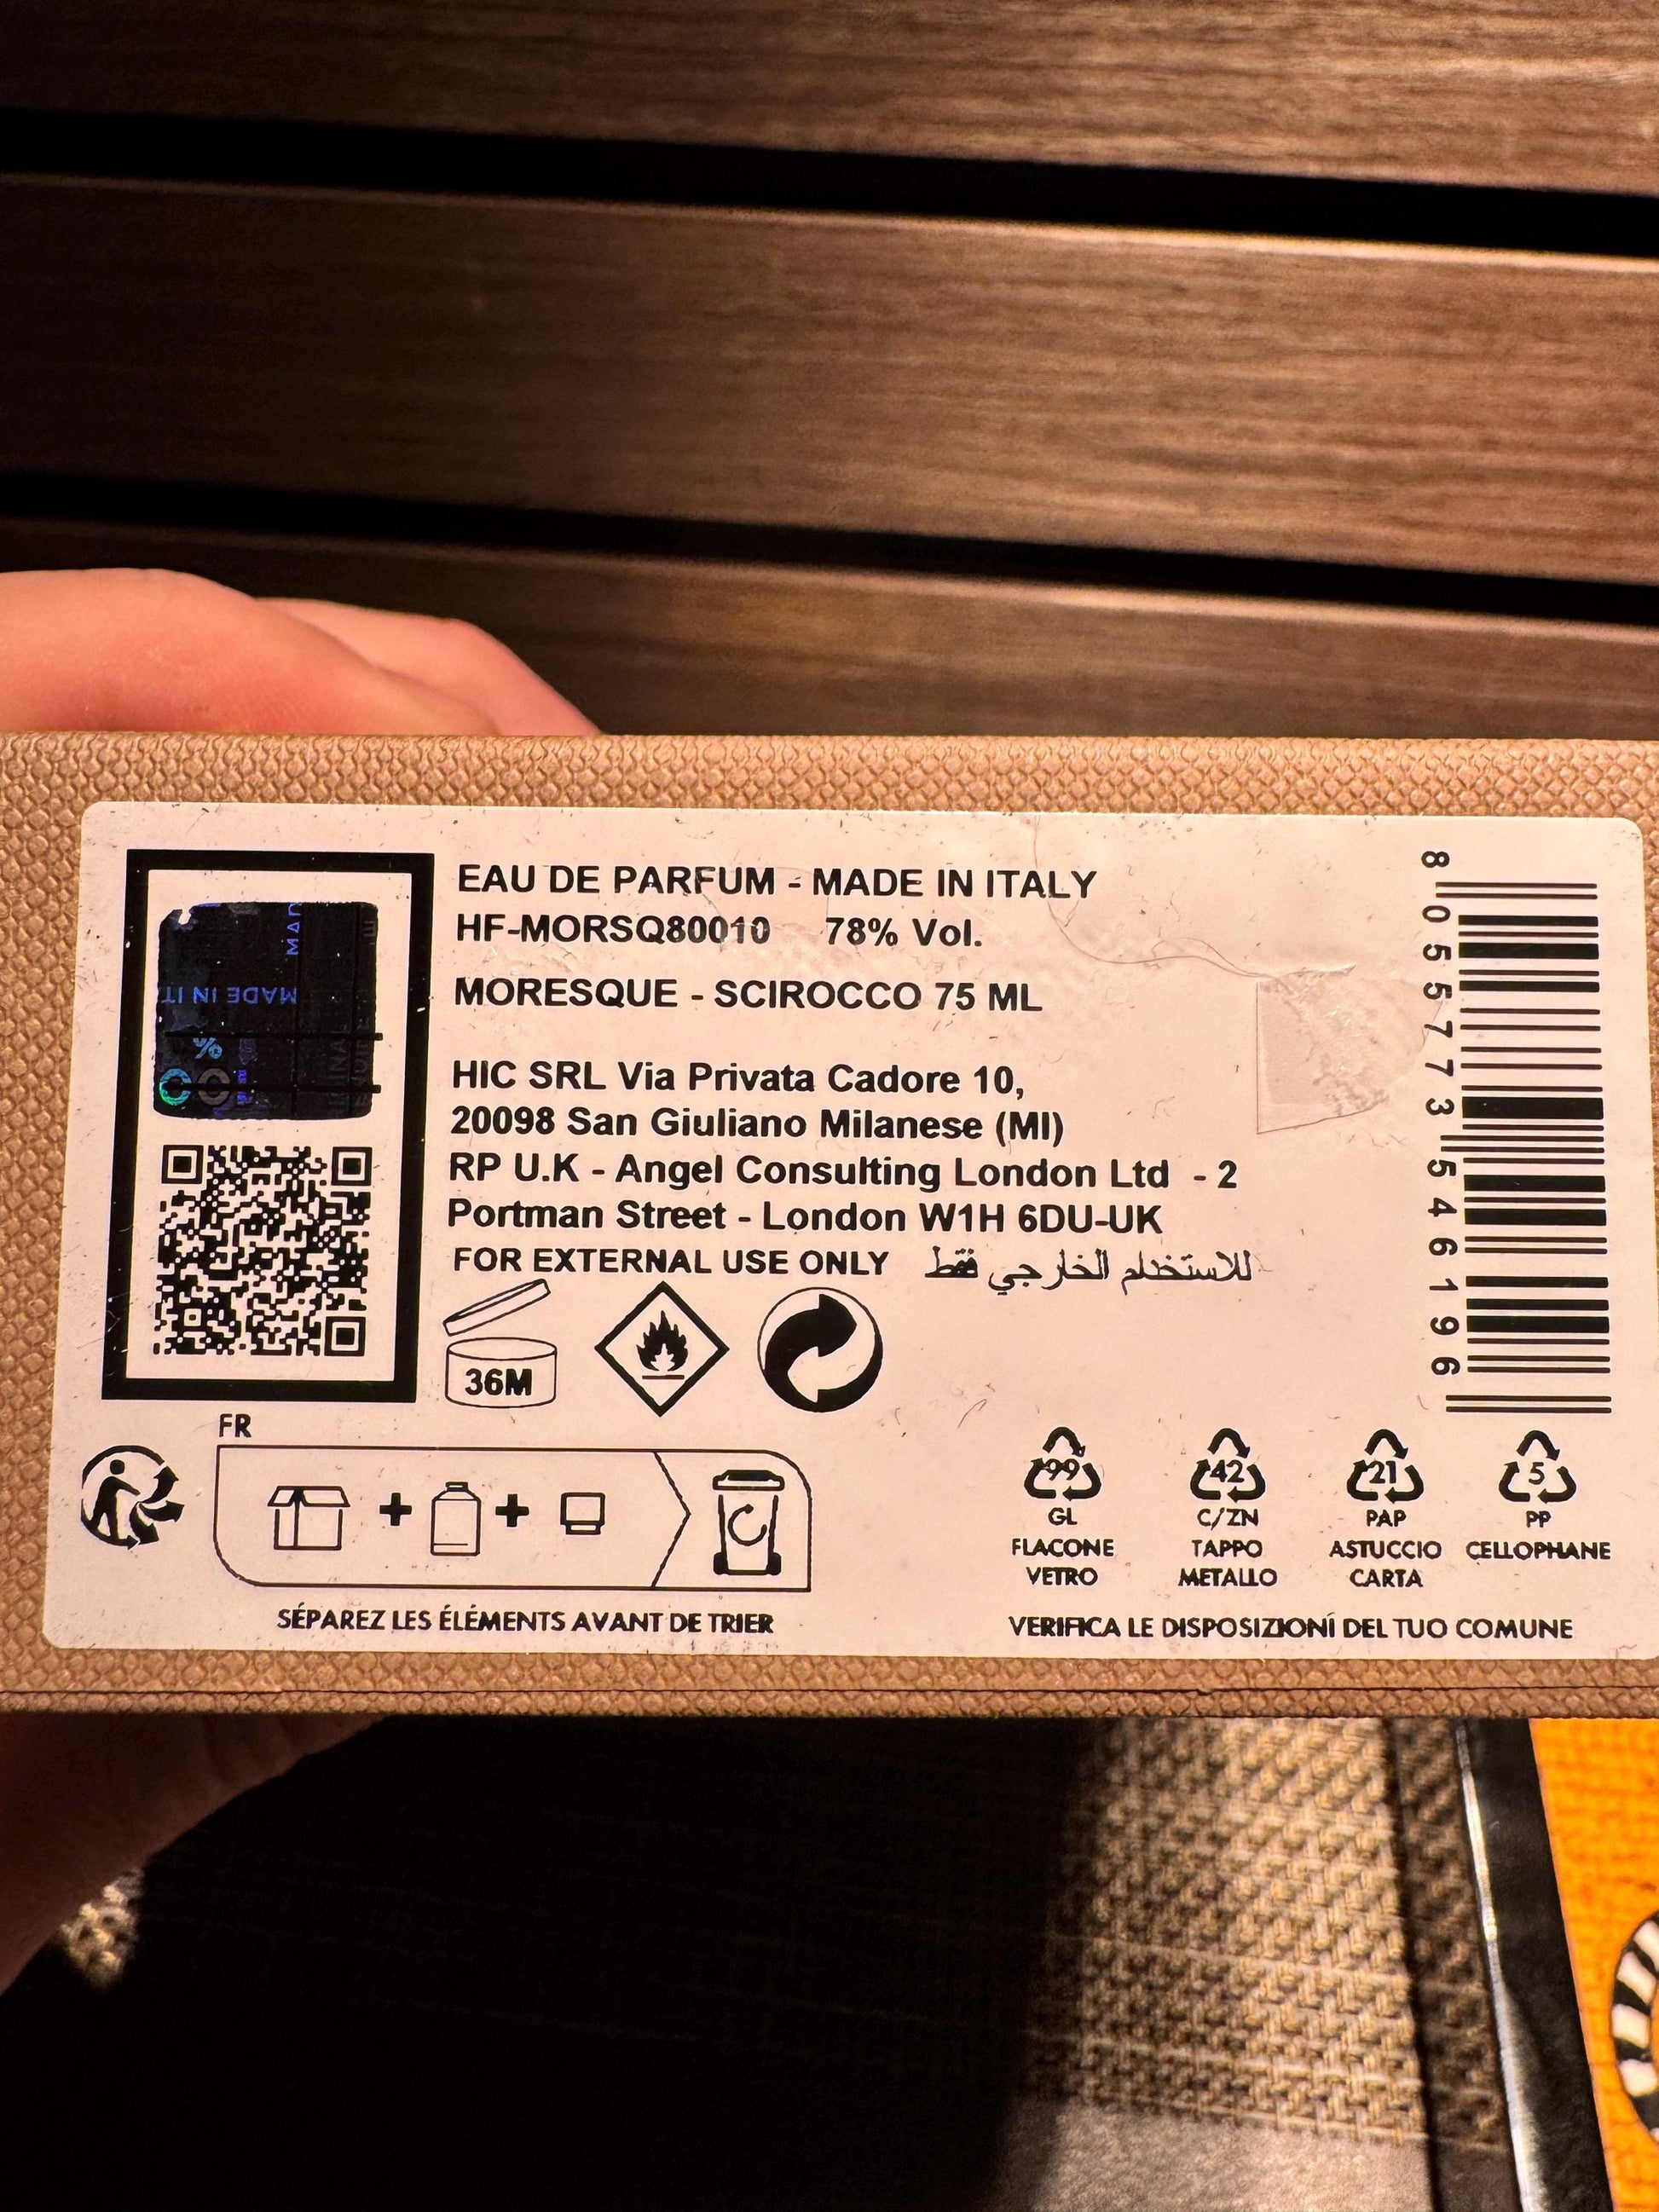 EAU DE PARFUM - MADE IN ITALY
HF-MORSQ80010 78% Vol.
MORESQUE - SCIROCCO 75 ML
HIC SRL Via Privata Cadore 10,
20098 San Giuliano Milanese (MI)
RP U.K - Angel Consulting London Ltd - 2
Portman Street - London W1H 6DU-UK
FOR EXTERNAL USE ONLY للاستخدام الخارجي فقط
36M
MADE IN IT
%
8 055773 546196
FR
SÉPAREZ LES ÉLÉMENTS AVANT DE TRIER
99 42 21 5
GL C/ZN PAP PP
FLACONE TAPPO ASTUCCIO CELLOPHANE
VETRO METALLO CARTA
VERIFICA LE DISPOSIZIONI DEL TUO COMUNE